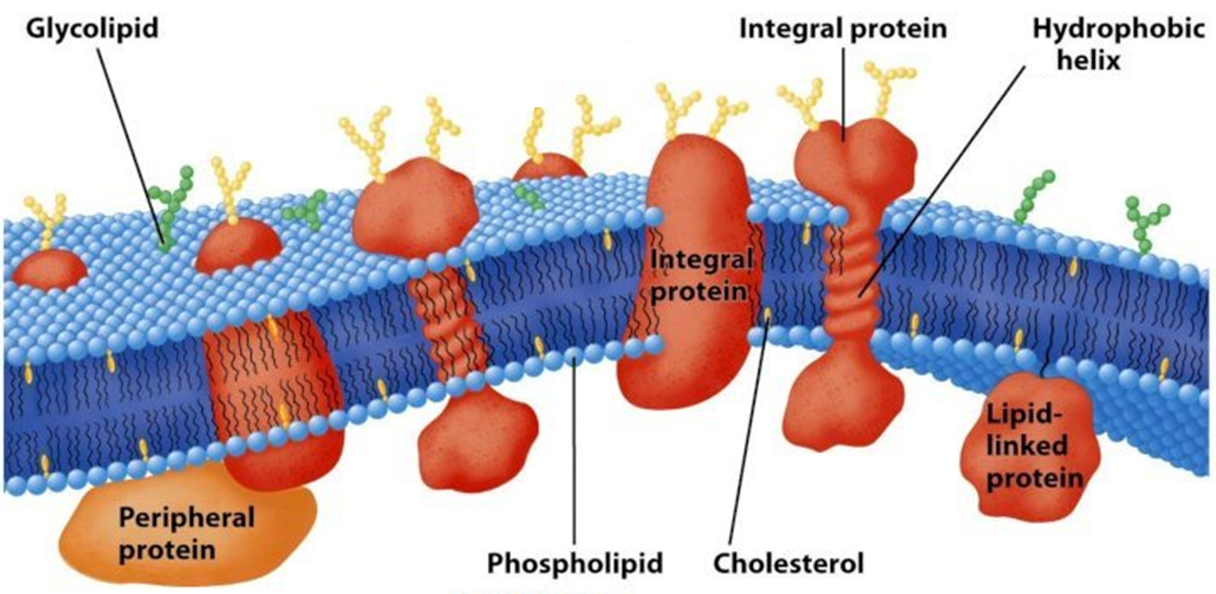 Glycolipid
Integral protein
Hydrophobic
helix
Integral
protein
Lipid-
linked
protein
Peripheral
protein
Phospholipid
Cholesterol